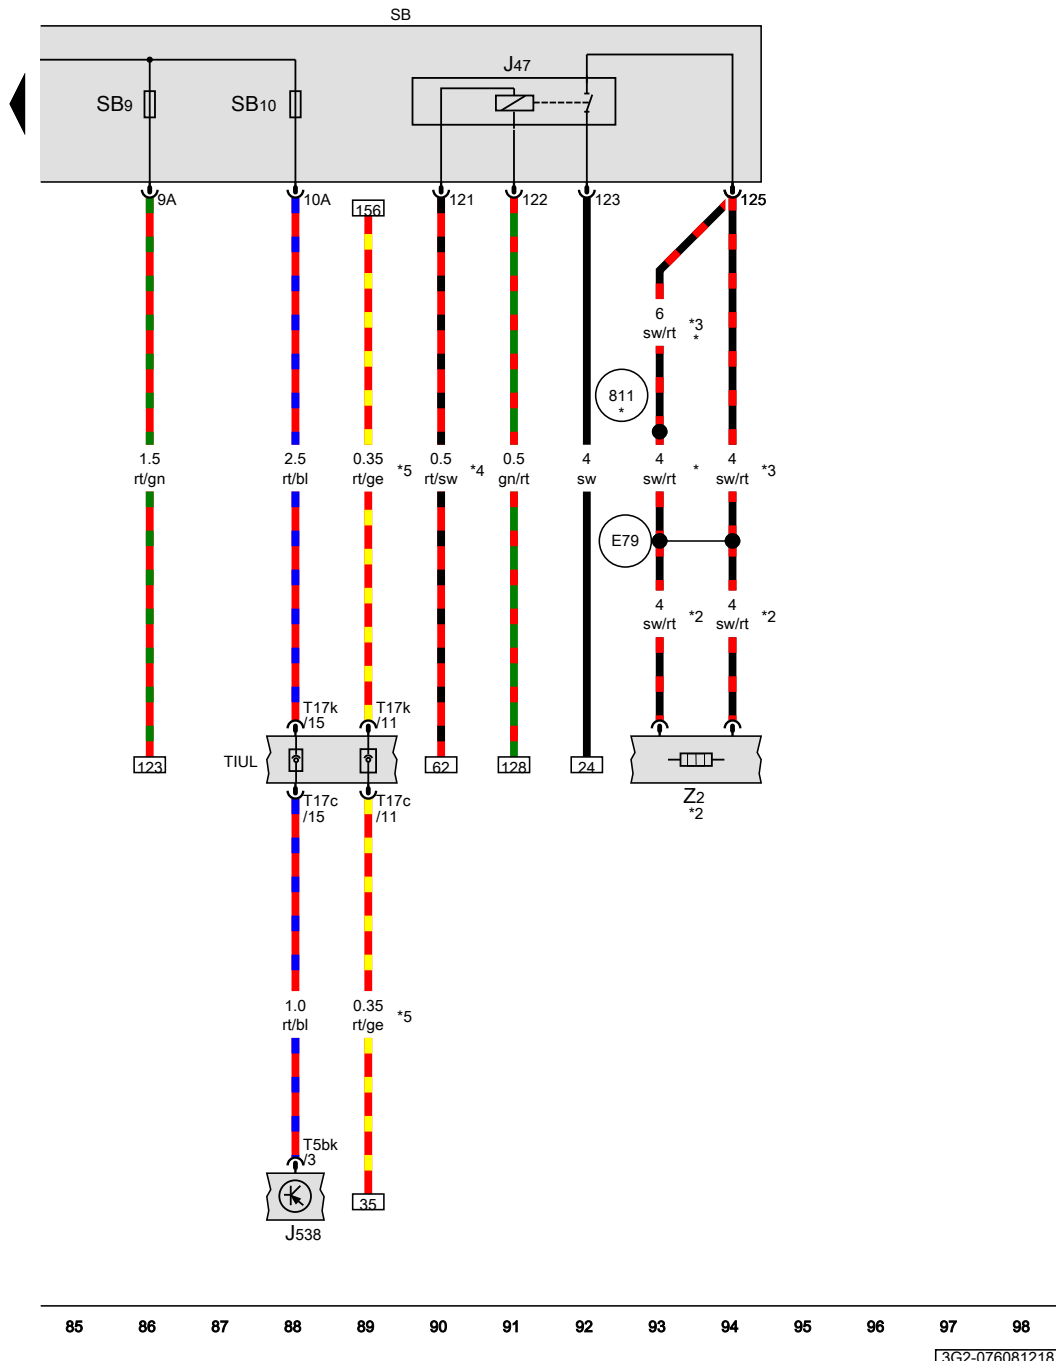 SB
J47
SB9
SB10
9A
10A
156
121
122
123
125
6
sw/rt
*3
*
811
*
1.5
rt/gn
2.5
rt/bl
0.35
rt/ge
*5
0.5
rt/sw
*4
0.5
gn/rt
4
sw
4
sw/rt
*
4
sw/rt
*3
E79
4
sw/rt
*2
4
sw/rt
*2
T17k
/15
T17k
/11
TIUL
123
62
128
24
T17c
/15
T17c
/11
Z2
*2
1.0
rt/bl
0.35
rt/ge
*5
T5bk
/3
35
J538
85 86 87 88 89 90 91 92 93 94 95 96 97 98
3G2-076081218